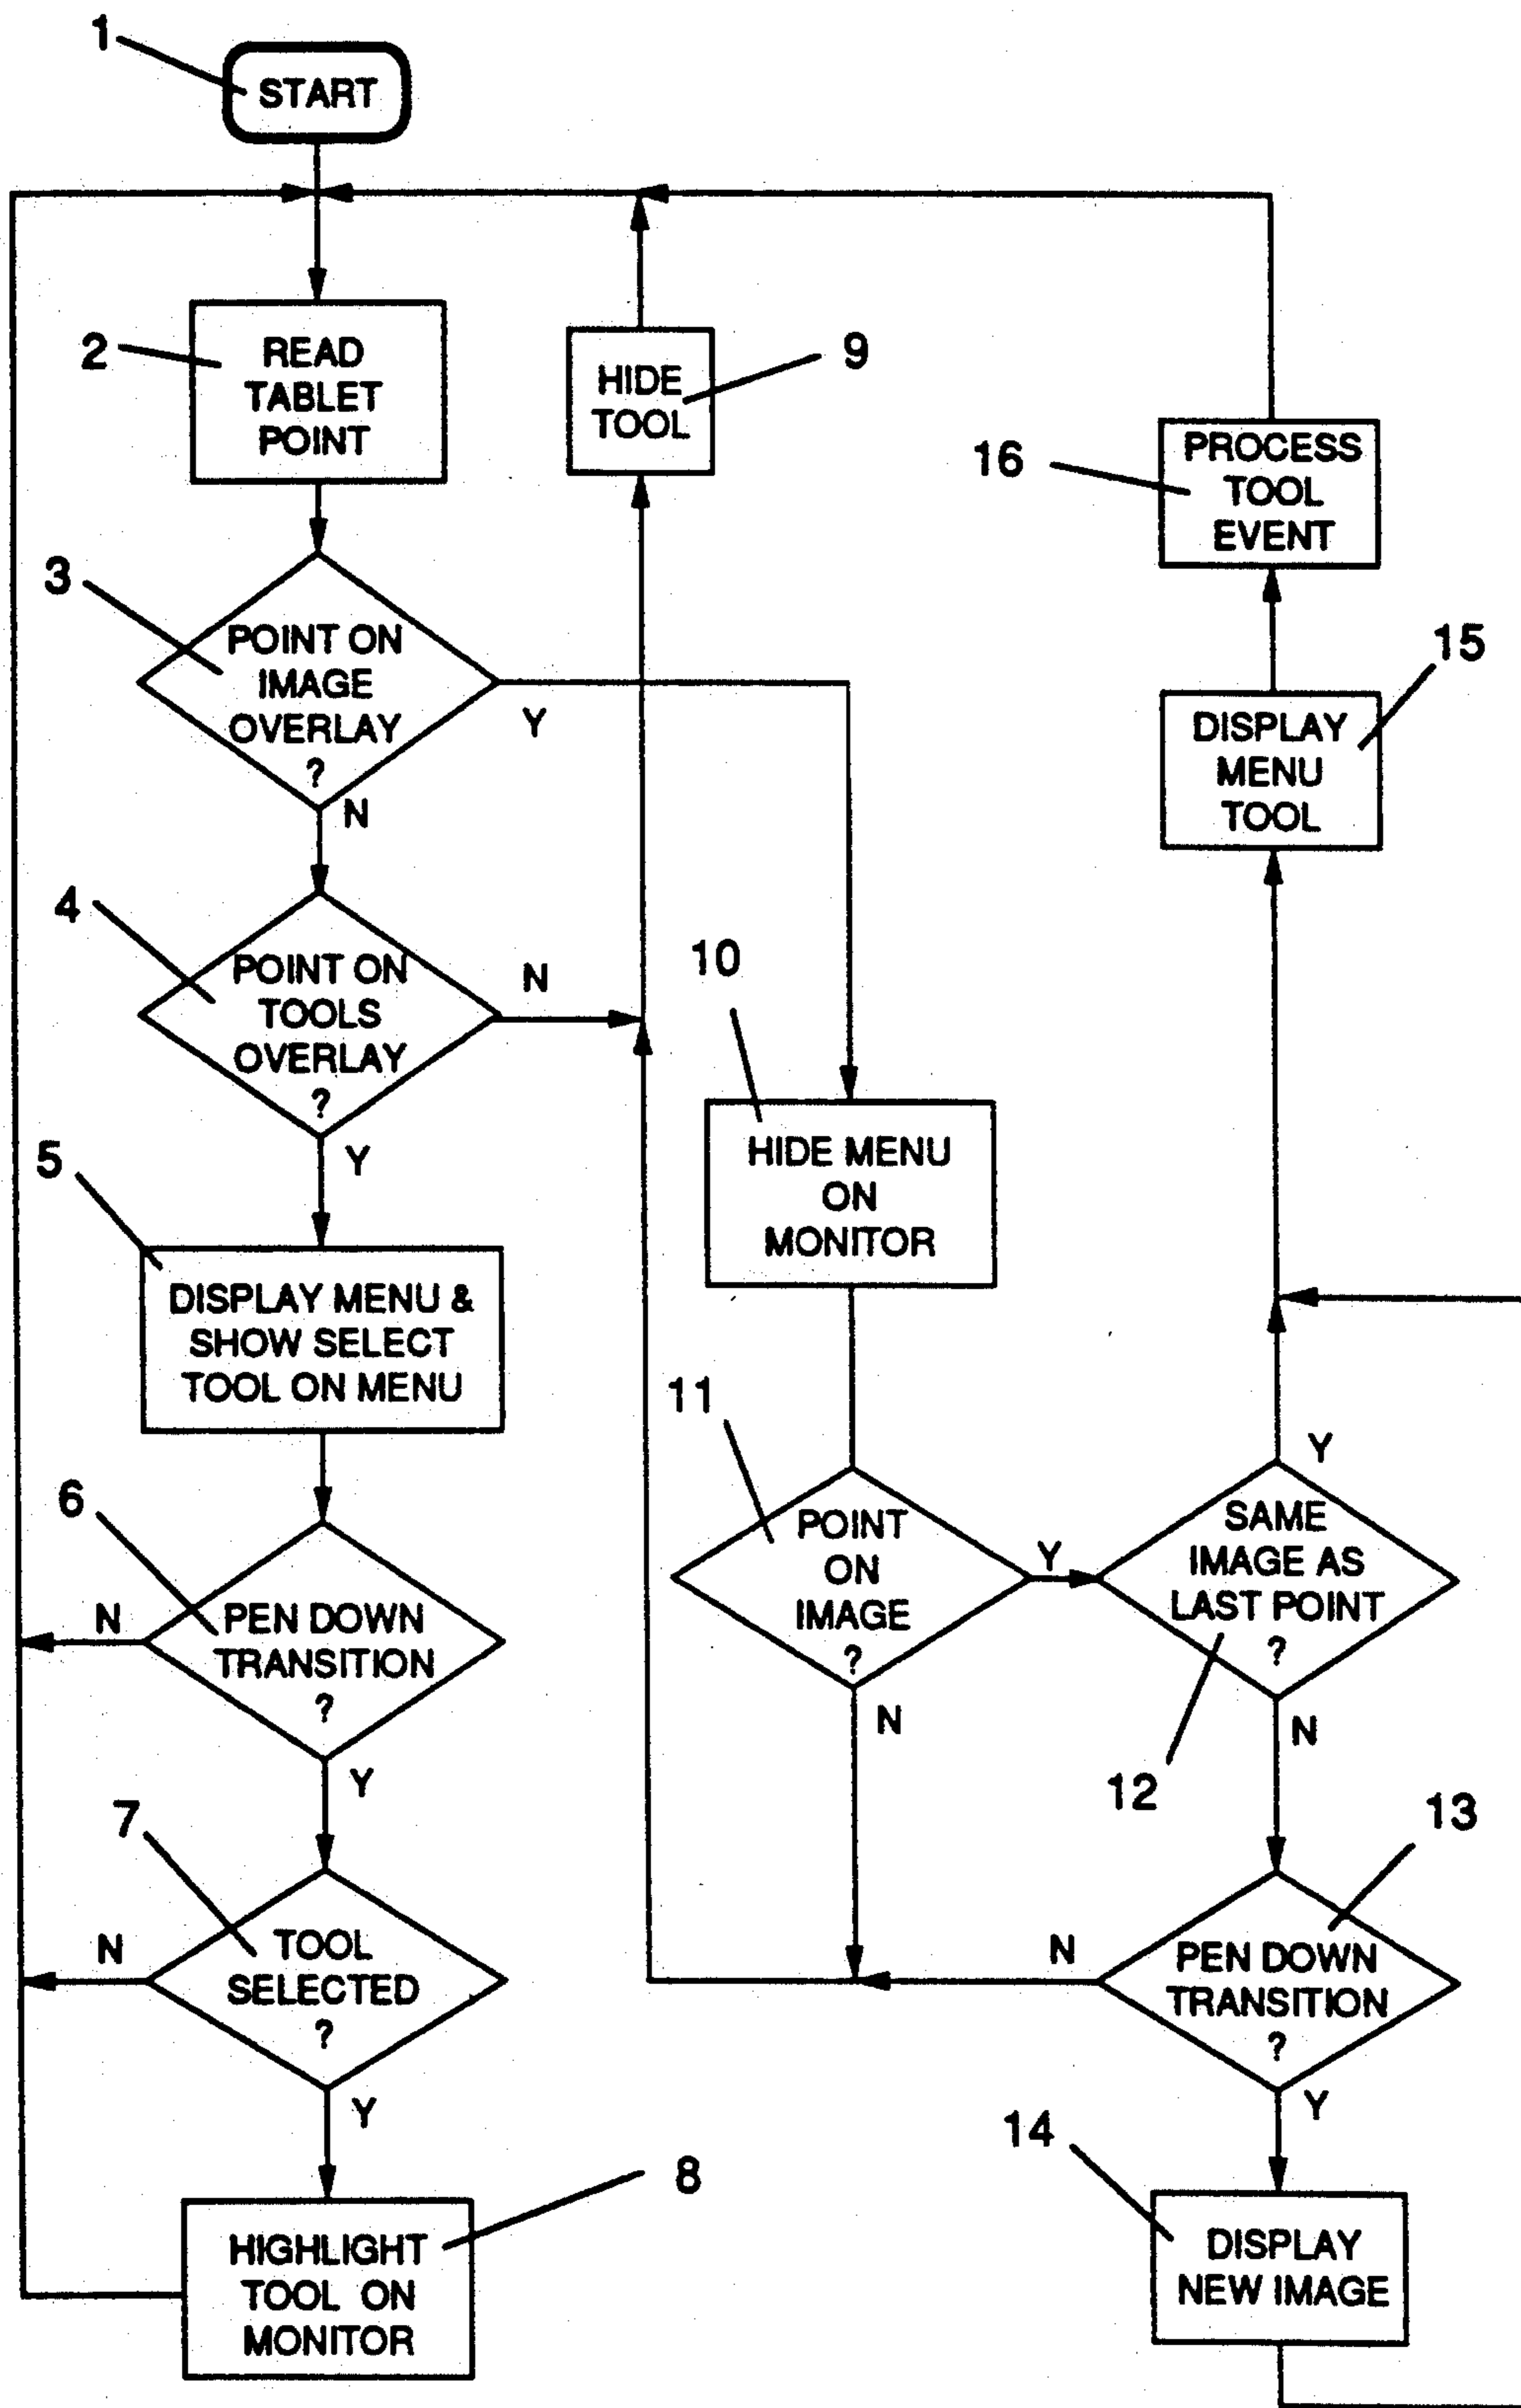 1
START
2
READ
TABLET
POINT
HIDE
TOOL
9
16
PROCESS
TOOL
EVENT
3
POINT ON
IMAGE
OVERLAY
?
Y
N
15
DISPLAY
MENU
TOOL
4
POINT ON
TOOLS
OVERLAY
?
N
Y
10
HIDE MENU
ON
MONITOR
5
DISPLAY MENU &
SHOW SELECT
TOOL ON MENU
11
POINT
ON
IMAGE
?
Y
N
Y
SAME
IMAGE AS
LAST POINT
?
N
12
6
PEN DOWN
TRANSITION
?
N
Y
13
PEN DOWN
TRANSITION
?
N
Y
7
TOOL
SELECTED
?
N
Y
14
DISPLAY
NEW IMAGE
8
HIGHLIGHT
TOOL ON
MONITOR